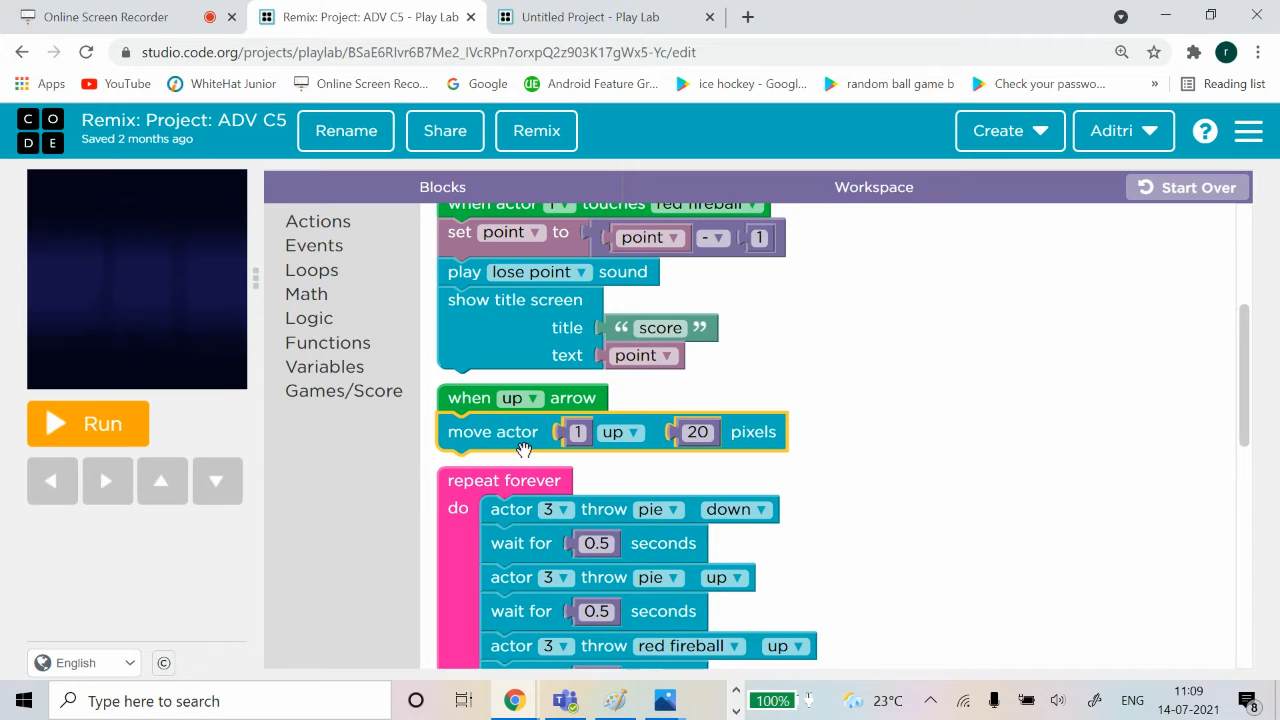 Online Screen Recorder
Remix: Project: ADV C5 - Play Lab
Untitled Project - Play Lab
studio.code.org/projects/playlab/BSaE6RIvr6B7Me2_IVcRPn7orxpQ2z903K17gWx5-Yc/edit
r
Apps
YouTube
WhiteHat Junior
Online Screen Reco...
Google
Android Feature Gr...
ice hockey - Googl...
random ball game b
Check your passwo...
»
Reading list
CODE
Remix: Project: ADV C5
Saved 2 months ago
Rename
Share
Remix
Create
Aditri
?
Blocks
Workspace
Start Over
Actions
Events
Loops
Math
Logic
Functions
Variables
Games/Score
when actor 1 touches red fireball
set point to point - 1
play lose point sound
show title screen
title “ score ”
text point
when up arrow
move actor 1 up 20 pixels
repeat forever
do actor 3 throw pie down
wait for 0.5 seconds
actor 3 throw pie up
wait for 0.5 seconds
actor 3 throw red fireball up
Run
English
©
Type here to search
100%
23°C
ENG
11:09
14-07-2021
8